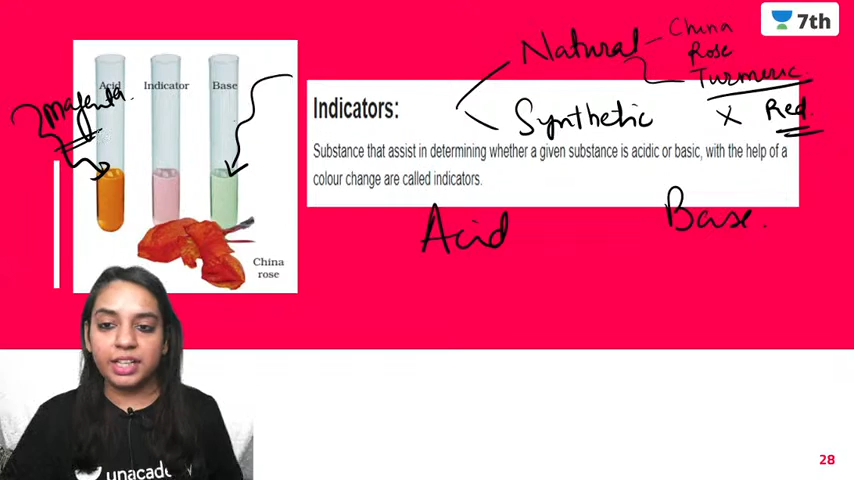 7th
Natural - China
Rose
Turmeric
Acid Indicator Base
Magenta
Indicators:
Synthetic
X Red.
Substance that assist in determining whether a given substance is acidic or basic, with the help of a
colour change are called indicators.
Acid
Base.
China
rose
unacade
28